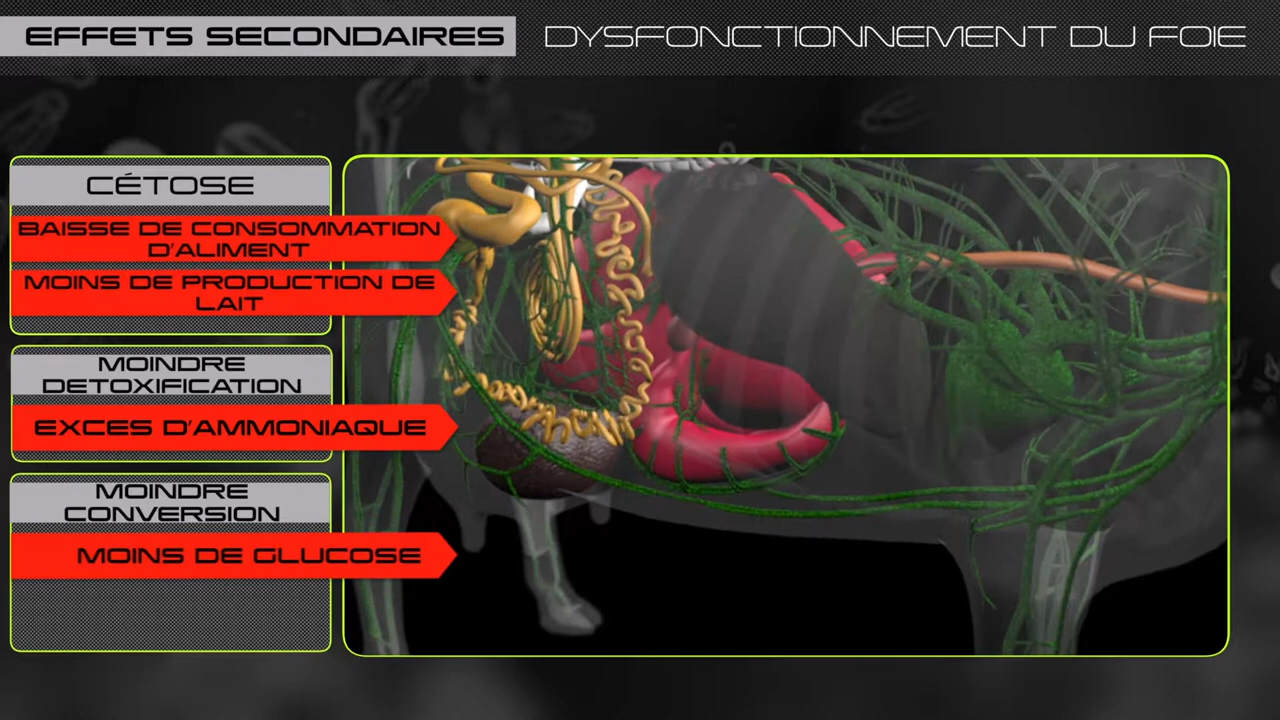 EFFETS SECONDAIRES
DYSFONCTIONNEMENT DU FOIE
CÉTOSE
BAISSE DE CONSOMMATION
D'ALIMENT
MOINS DE PRODUCTION DE
LAIT
MOINDRE
DETOXIFICATION
EXCES D'AMMONIAQUE
MOINDRE
CONVERSION
MOINS DE GLUCOSE